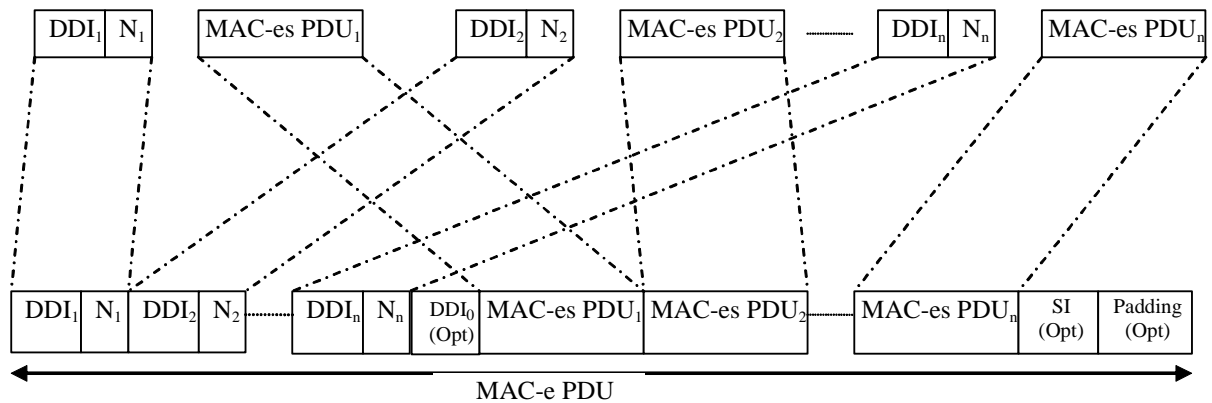 DDI₁ N₁ MAC-es PDU₁ DDI₂ N₂ MAC-es PDU₂ DDIₙ Nₙ MAC-es PDUₙ
DDI₁ N₁ DDI₂ N₂ DDIₙ Nₙ DDI₀ (Opt) MAC-es PDU₁ MAC-es PDU₂ MAC-es PDUₙ SI (Opt) Padding (Opt)
MAC-e PDU